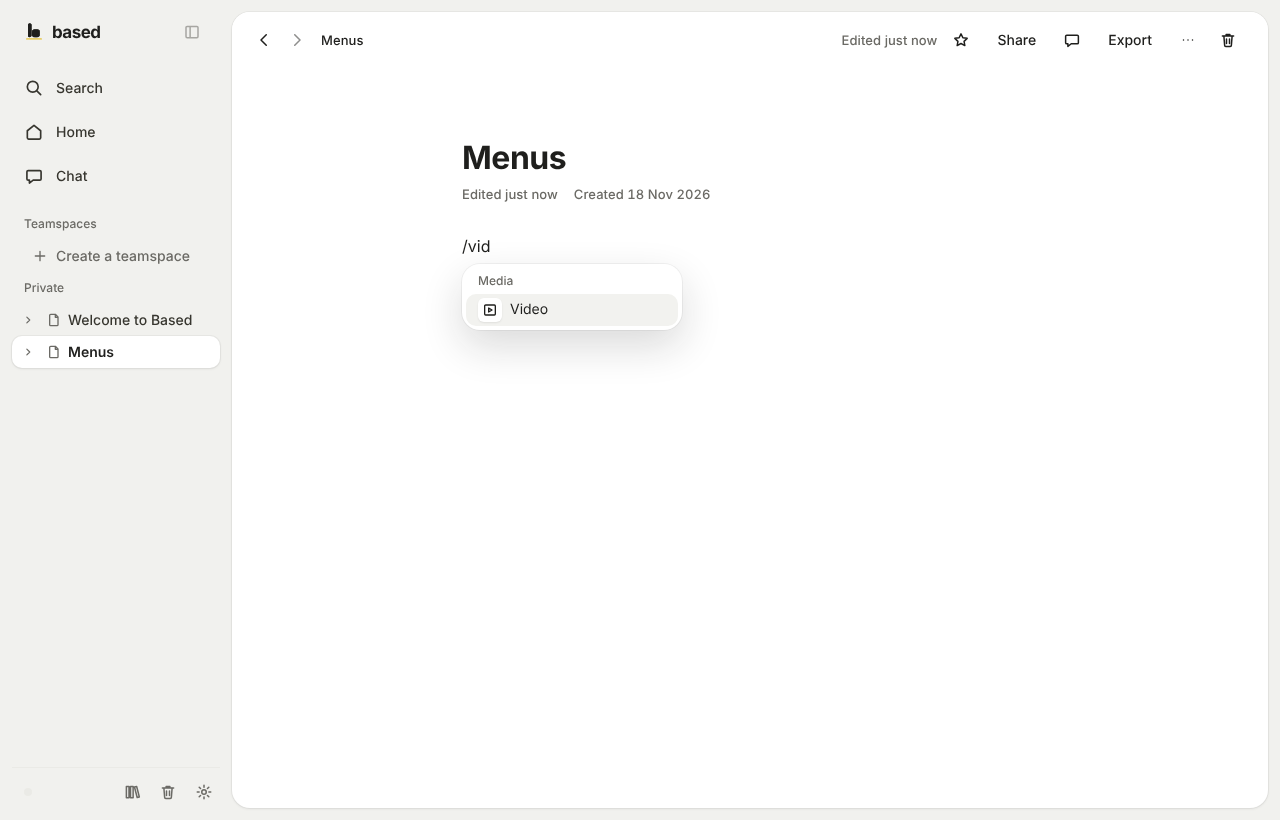 based
Search
Home
Chat
Teamspaces
Create a teamspace
Private
Welcome to Based
Menus
Menus
Edited just now
Share
Export
Menus
Edited just now Created 18 Nov 2026
/vid
Media
Video